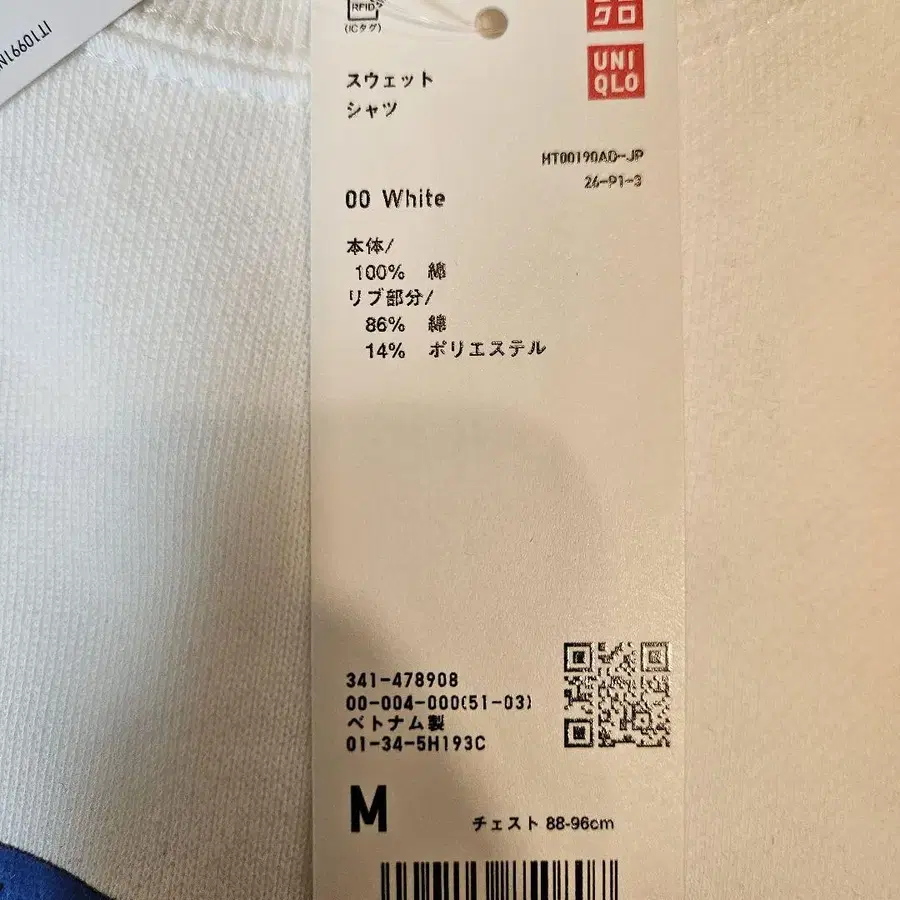 RFID
(ICタグ)
クロ
UNI
QLO
スウェット
シャツ
HT00190AD-JP
26-P1-3
00 White
本体/
100% 綿
リブ部分/
86% 綿
14% ポリエステル
341-478908
00-004-000(51-03)
ベトナム製
01-34-5H193C
M
チェスト 88-96cm